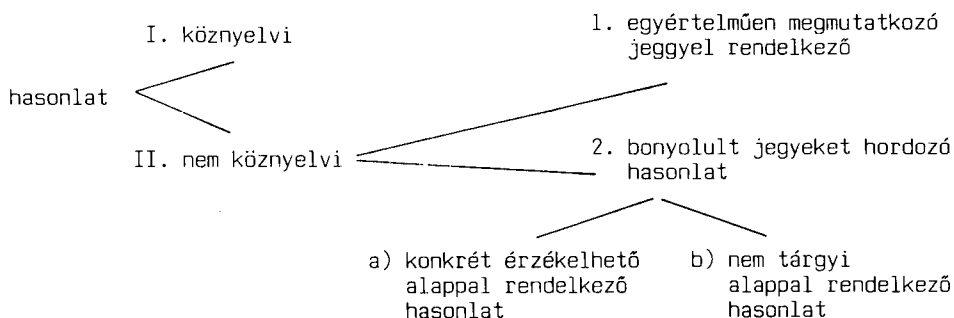 I. köznyelvi
1. egyértelműen megmutatkozó
jeggyel rendelkező
hasonlat
II. nem köznyelvi
2. bonyolult jegyeket hordozó
hasonlat
a) konkrét érzékelhető
alappal rendelkező
hasonlat
b) nem tárgyi
alappal rendelkező
hasonlat